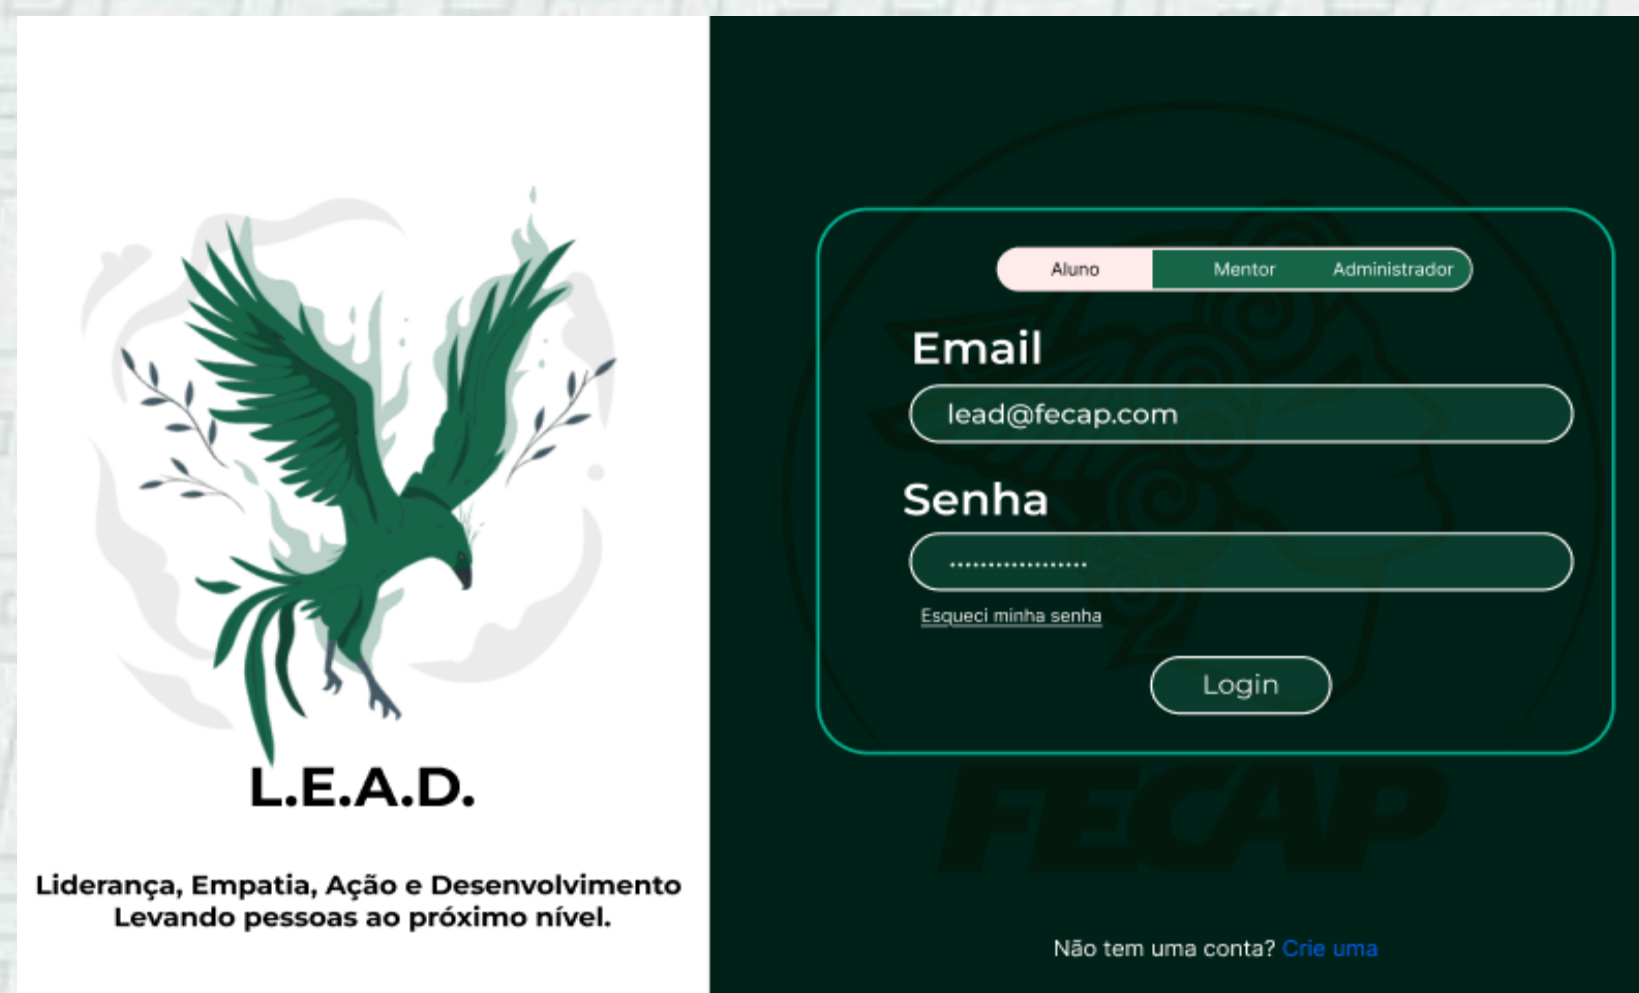 L.E.A.D.
Liderança, Empatia, Ação e Desenvolvimento
Levando pessoas ao próximo nível.
Aluno Mentor Administrador
Email
lead@fecap.com
Senha
••••••••••••••••••
Esqueci minha senha
Login
FECAP
Não tem uma conta? Crie uma